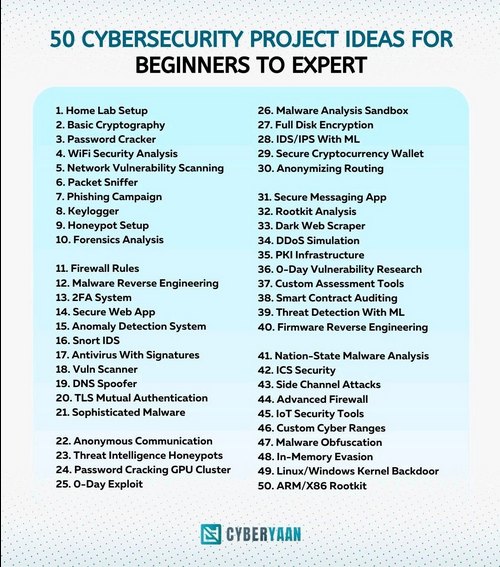 50 CYBERSECURITY PROJECT IDEAS FOR
BEGINNERS TO EXPERT
1. Home Lab Setup
2. Basic Cryptography
3. Password Cracker
4. WiFi Security Analysis
5. Network Vulnerability Scanning
6. Packet Sniffer
7. Phishing Campaign
8. Keylogger
9. Honeypot Setup
10. Forensics Analysis
11. Firewall Rules
12. Malware Reverse Engineering
13. 2FA System
14. Secure Web App
15. Anomaly Detection System
16. Snort IDS
17. Antivirus With Signatures
18. Vuln Scanner
19. DNS Spoofer
20. TLS Mutual Authentication
21. Sophisticated Malware
22. Anonymous Communication
23. Threat Intelligence Honeypots
24. Password Cracking GPU Cluster
25. 0-Day Exploit
26. Malware Analysis Sandbox
27. Full Disk Encryption
28. IDS/IPS With ML
29. Secure Cryptocurrency Wallet
30. Anonymizing Routing
31. Secure Messaging App
32. Rootkit Analysis
33. Dark Web Scraper
34. DDoS Simulation
35. PKI Infrastructure
36. 0-Day Vulnerability Research
37. Custom Assessment Tools
38. Smart Contract Auditing
39. Threat Detection With ML
40. Firmware Reverse Engineering
41. Nation-State Malware Analysis
42. ICS Security
43. Side Channel Attacks
44. Advanced Firewall
45. IoT Security Tools
46. Custom Cyber Ranges
47. Malware Obfuscation
48. In-Memory Evasion
49. Linux/Windows Kernel Backdoor
50. ARM/X86 Rootkit
CYBERYAAN